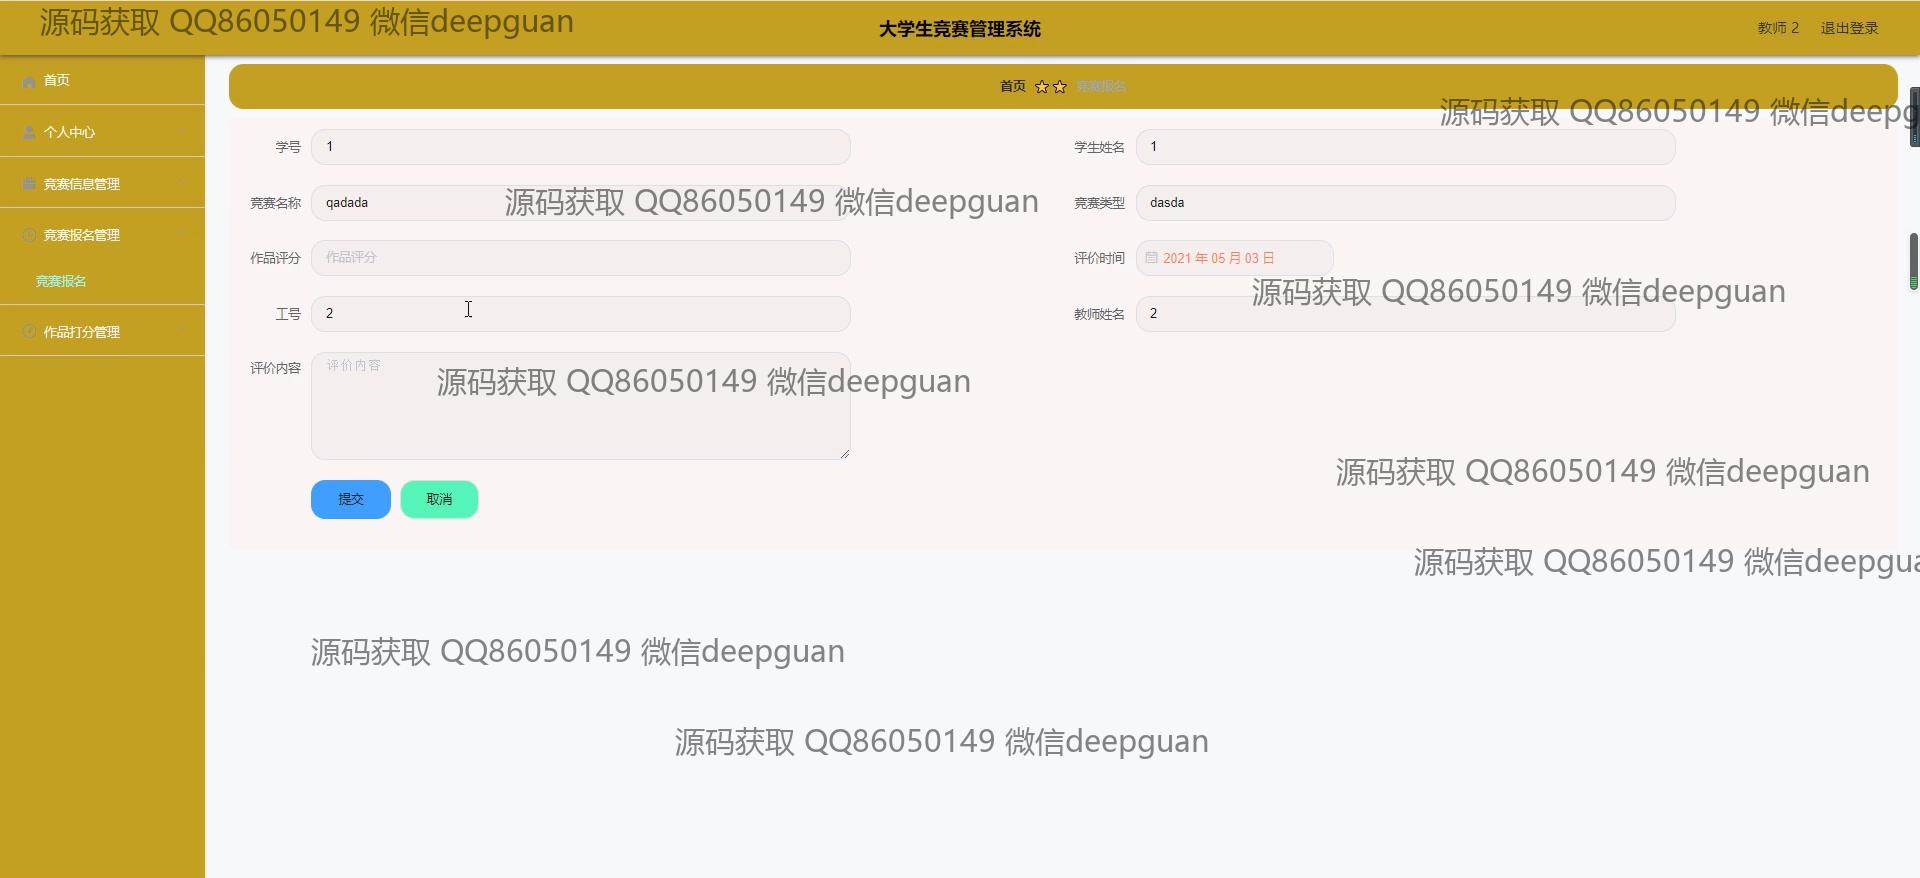 源码获取 QQ86050149 微信deepguan
大学生竞赛管理系统
教师 2
退出登录
首页
个人中心
竞赛信息管理
竞赛报名管理
竞赛报名
作品打分管理
首页 竞赛报名
源码获取 QQ86050149 微信deepg
学号 1
学生姓名 1
竞赛名称 qadada
源码获取 QQ86050149 微信deepguan
竞赛类型 dasda
作品评分 作品评分
评价时间 2021 年 05 月 03 日
源码获取 QQ86050149 微信deepguan
工号 2
教师姓名 2
评价内容 评价内容
源码获取 QQ86050149 微信deepguan
源码获取 QQ86050149 微信deepguan
提交 取消
源码获取 QQ86050149 微信deepgua
源码获取 QQ86050149 微信deepguan
源码获取 QQ86050149 微信deepguan